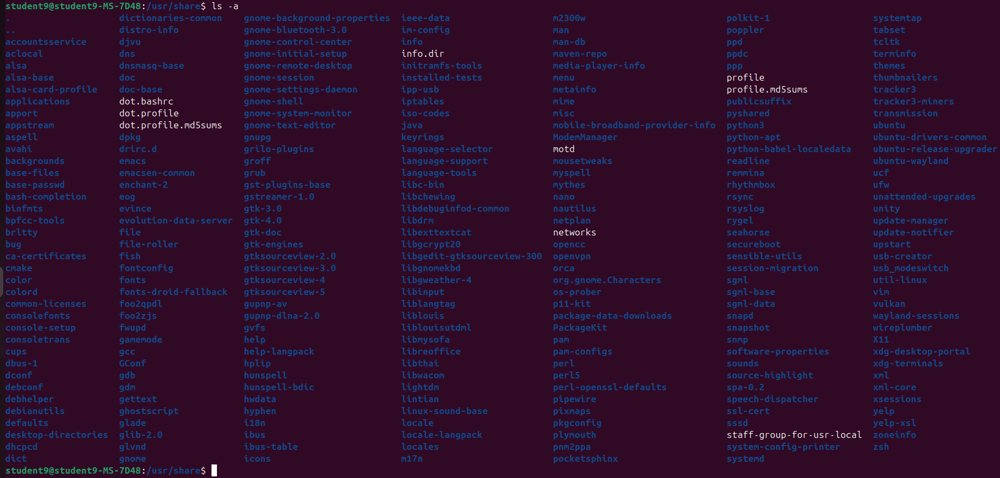 student9@student9-MS-7D48:/usr/share$ ls -a
. dictionaries-common gnome-background-properties ieee-data m2300w polkit-1 systemtap
.. distro-info gnome-bluetooth-3.0 im-config man poppler tabset
accountsservice djvu gnome-control-center info man-db ppd tcltk
aclocal dns gnome-initial-setup info.dir maven-repo ppdc terminfo
alsa dnsmasq-base gnome-remote-desktop initramfs-tools media-player-info ppp themes
alsa-base doc gnome-session installed-tests menu profile thumbnailers
alsa-card-profile doc-base gnome-settings-daemon ipp-usb metainfo profile.md5sums tracker3
applications dot.bashrc gnome-shell iptables mime publicsuffix tracker3-miners
apport dot.profile gnome-system-monitor iso-codes misc pyshared transmission
appstream dot.profile.md5sums gnome-text-editor java mobile-broadband-provider-info python3 ubuntu
aspell dpkg gnupg keyrings ModemManager python-apt ubuntu-drivers-common
avahi drirc.d grilo-plugins language-selector motd python-babel-localedata ubuntu-release-upgrader
backgrounds emacs groff language-support mousetweaks readline ubuntu-wayland
base-files emacsen-common grub language-tools myspell remmina ucf
base-passwd enchant-2 gst-plugins-base libc-bin mythes rhythmbox ufw
bash-completion eog gstreamer-1.0 libchewing nano rsync unattended-upgrades
binfmts evince gtk-3.0 libdebuginfod-common nautilus rsyslog unity
bpfcc-tools evolution-data-server gtk-4.0 libdrm netplan rygel update-manager
brltty file gtk-doc libexttextcat networks seahorse update-notifier
bug file-roller gtk-engines libgcrypt20 opencc secureboot upstart
ca-certificates fish gtksourceview-2.0 libgedit-gtksourceview-300 openvpn sensible-utils usb-creator
cmake fontconfig gtksourceview-3.0 libgnomekbd orca session-migration usb_modeswitch
color fonts gtksourceview-4 libgweather-4 org.gnome.Characters sgml util-linux
colord fonts-droid-fallback gtksourceview-5 libinput os-prober sgml-base vim
common-licenses foo2qpdl gupnp-av liblangtag p11-kit sgml-data vulkan
consolefonts foo2zjs gupnp-dlna-2.0 liblouis package-data-downloads snapd wayland-sessions
console-setup fwupd gvfs liblouisutdml PackageKit snapshot wireplumber
consoletrans gamemode help libmysofa pam snmp X11
cups gcc help-langpack libreoffice pam-configs software-properties xdg-desktop-portal
dbus-1 GConf hplip libthai perl sounds xdg-terminals
dconf gdb hunspell libwacom perl5 source-highlight xml
debconf gdm hunspell-bdic lightdm perl-openssl-defaults spa-0.2 xml-core
debhelper gettext hwdata lintian pipewire speech-dispatcher xsessions
debianutils ghostscript hyphen linux-sound-base pixmaps ssl-cert yelp
defaults glade i18n locale pkgconfig sssd yelp-xsl
desktop-directories glib-2.0 ibus locale-langpack plymouth staff-group-for-usr-local zoneinfo
dhcpcd glvnd ibus-table locales pnm2ppa system-config-printer zsh
dict gnome icons m17n pocketsphinx systemd
student9@student9-MS-7D48:/usr/share$